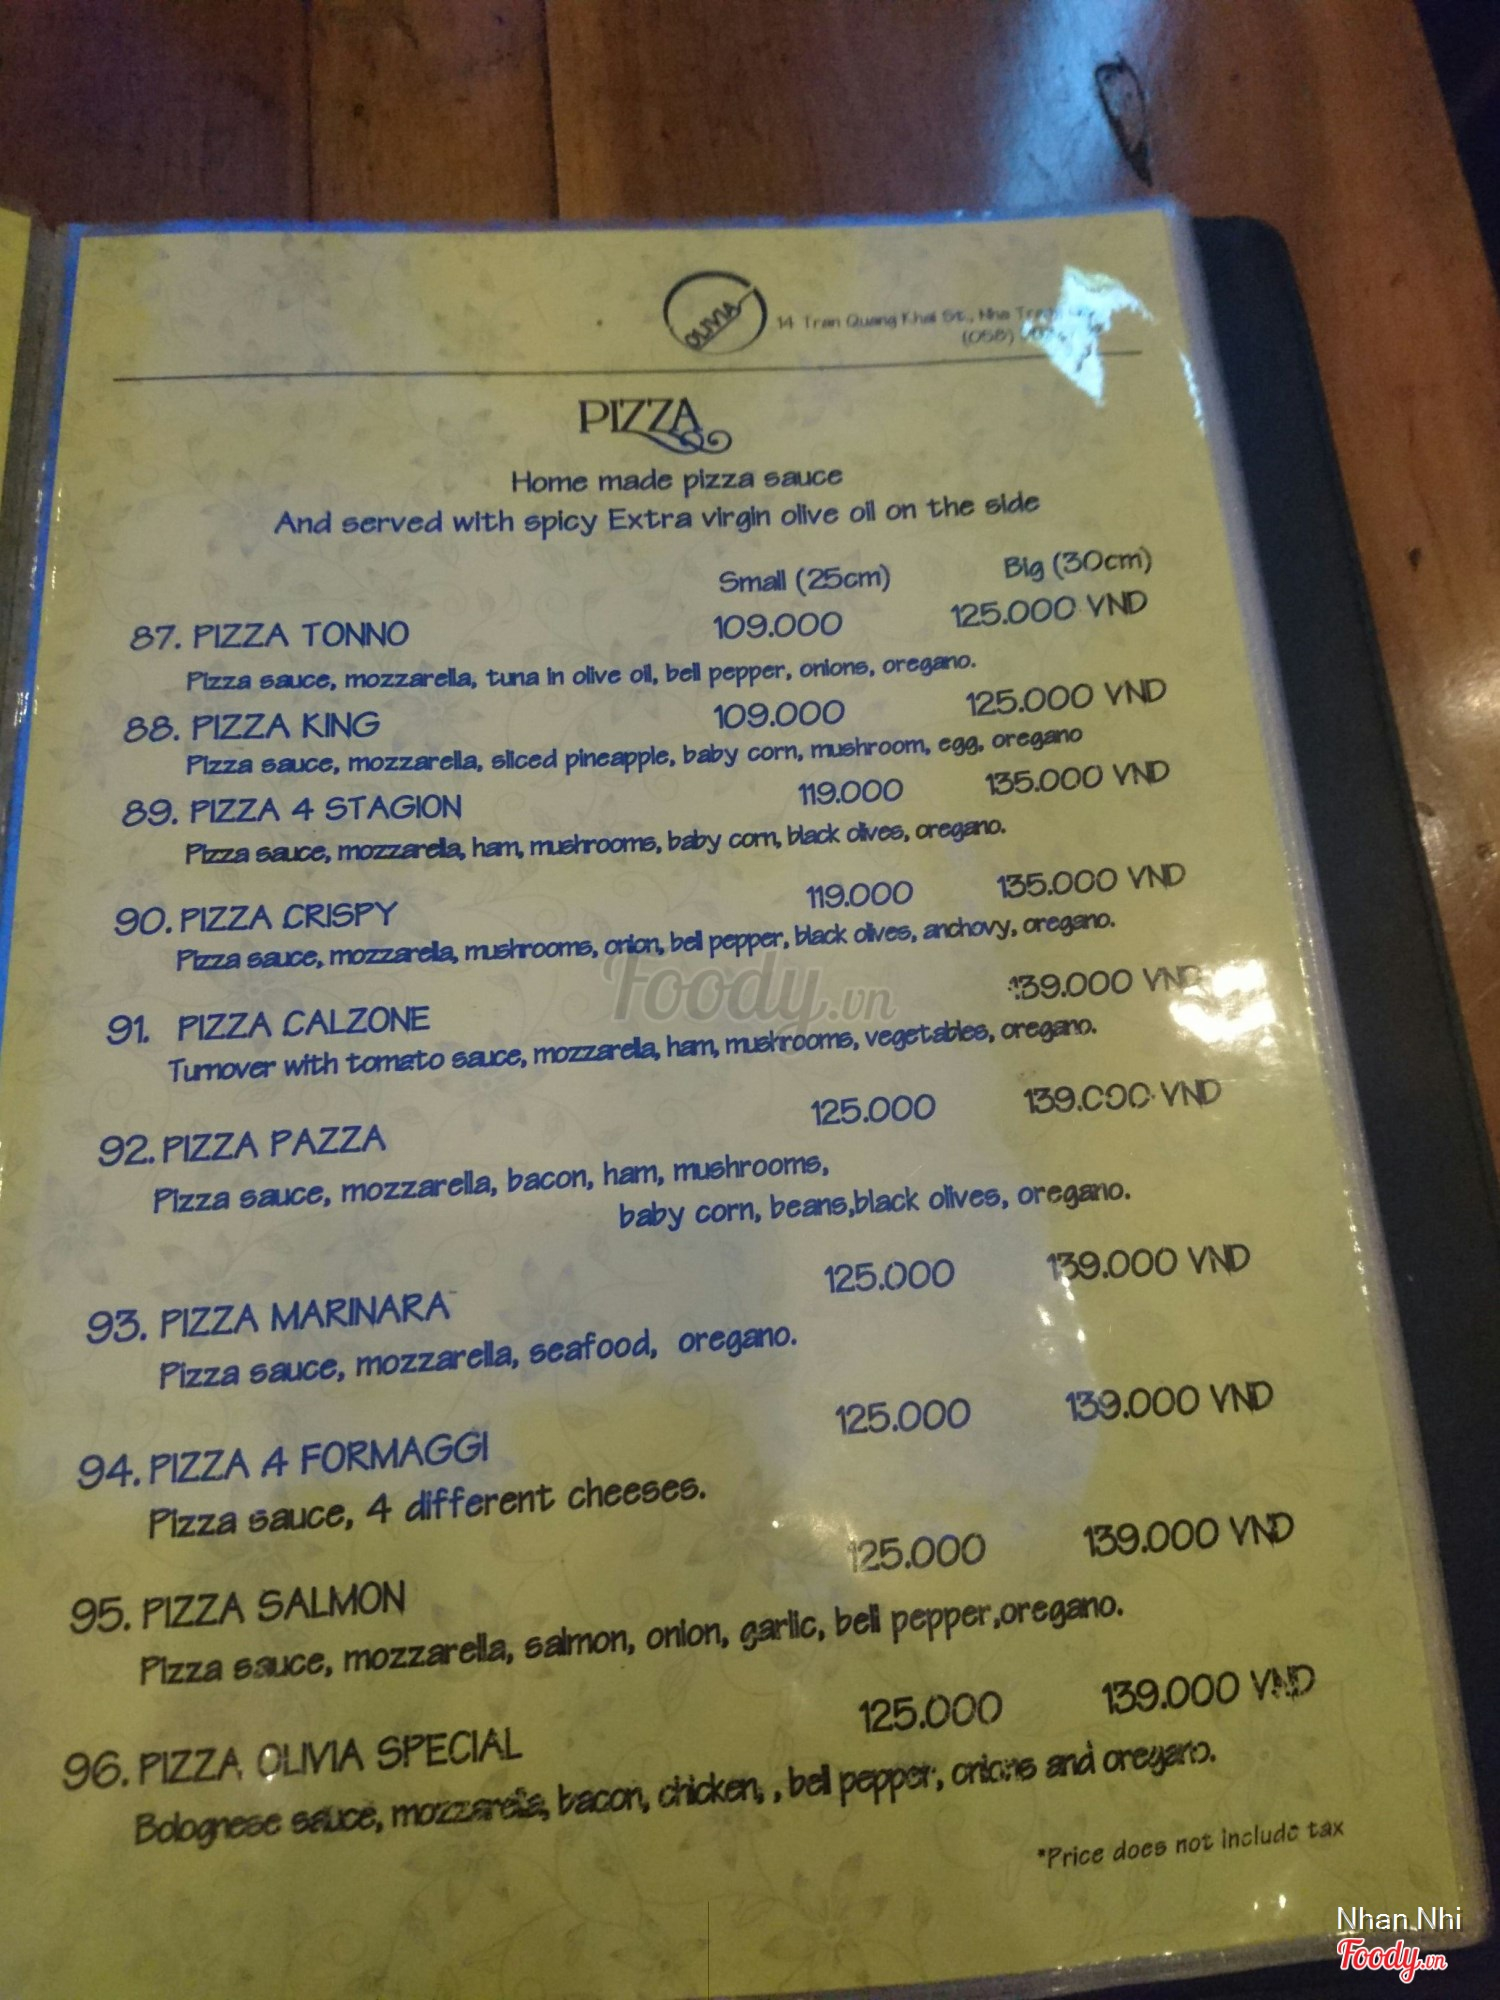 OLIVIA
14 Tran Quang Khai St., Nha
(058)
PIZZA
Home made pizza sauce
And served with spicy Extra virgin olive oil on the side
Small (25cm) Big (30cm)
87. PIZZA TONNO 109.000 125.000 VND
Pizza sauce, mozzarella, tuna in olive oil, bell pepper, onions, oregano.
88. PIZZA KING 109.000 125.000 VND
Pizza sauce, mozzarella, sliced pineapple, baby corn, mushroom, egg, oregano
89. PIZZA 4 STAGION 119.000 135.000 VND
Pizza sauce, mozzarella, ham, mushrooms, baby corn, black olives, oregano.
90. PIZZA CRISPY 119.000 135.000 VND
Pizza sauce, mozzarella, mushrooms, onion, bell pepper, black olives, anchovy, oregano.
Foody.vn
91. PIZZA CALZONE 139.000 VND
Turnover with tomato sauce, mozzarella, ham, mushrooms, vegetables, oregano.
92. PIZZA PAZZA 125.000 139.000 VND
Pizza sauce, mozzarella, bacon, ham, mushrooms,
baby corn, beans,black olives, oregano.
93. PIZZA MARINARA 125.000 139.000 VND
Pizza sauce, mozzarella, seafood, oregano.
94. PIZZA 4 FORMAGGI 125.000 139.000 VND
Pizza sauce, 4 different cheeses.
95. PIZZA SALMON 125.000 139.000 VND
Pizza sauce, mozzarella, salmon, onion, garlic, bell pepper,oregano.
96. PIZZA OLIVIA SPECIAL 125.000 139.000 VND
Bolognese sauce, mozzarella, bacon, chicken, , bell pepper, onions and oregano.
*Price does not include tax
Nhan Nhi
Foody.vn